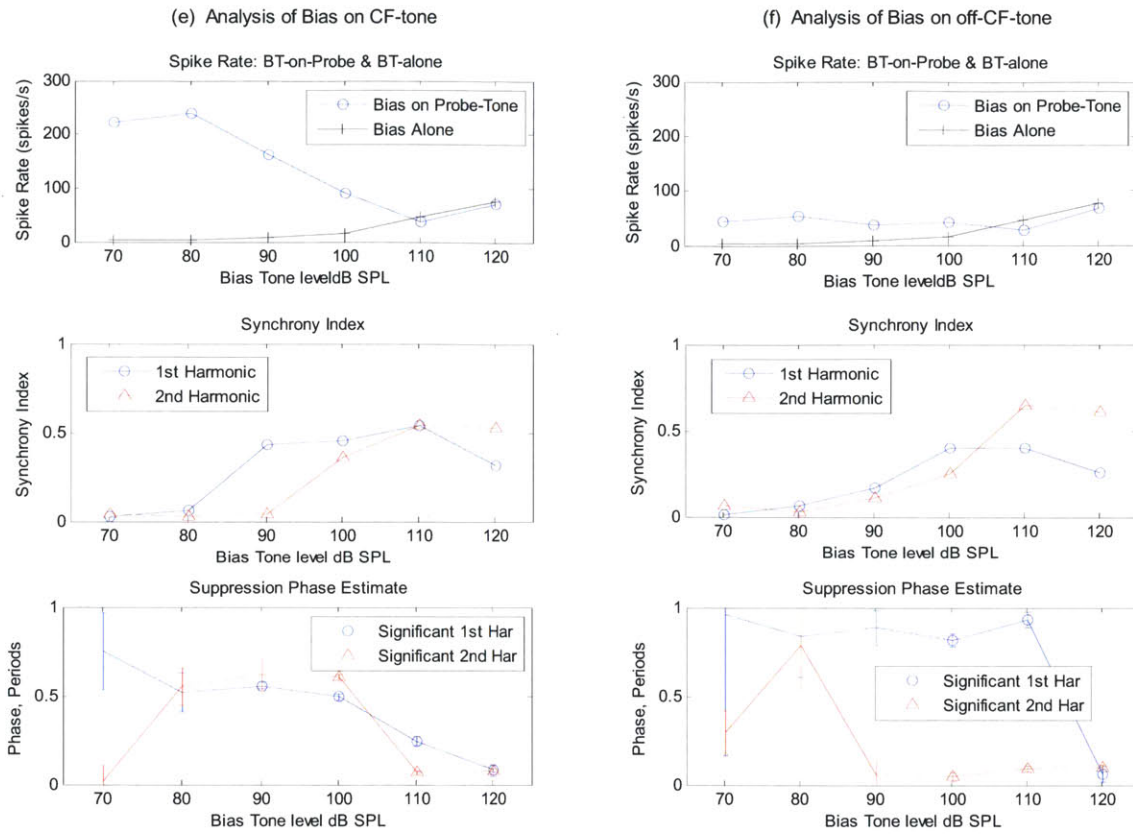 (e) Analysis of Bias on CF-tone
Spike Rate: BT-on-Probe & BT-alone
Spike Rate (spikes/s)
300
200
100
0
Bias on Probe-Tone
Bias Alone
70 80 90 100 110 120
Bias Tone leveldB SPL
Synchrony Index
Synchrony Index
1
0.5
0
1st Harmonic
2nd Harmonic
70 80 90 100 110 120
Bias Tone level dB SPL
Suppression Phase Estimate
Phase, Periods
1
0.5
0
Significant 1st Har
Significant 2nd Har
70 80 90 100 110 120
Bias Tone level dB SPL
(f) Analysis of Bias on off-CF-tone
Spike Rate: BT-on-Probe & BT-alone
Spike Rate (spikes/s)
300
200
100
0
Bias on Probe-Tone
Bias Alone
70 80 90 100 110 120
Bias Tone leveldB SPL
Synchrony Index
Synchrony Index
1
0.5
0
1st Harmonic
2nd Harmonic
70 80 90 100 110 120
Bias Tone level dB SPL
Suppression Phase Estimate
Phase, Periods
1
0.5
0
Significant 1st Har
Significant 2nd Har
70 80 90 100 110 120
Bias Tone level dB SPL